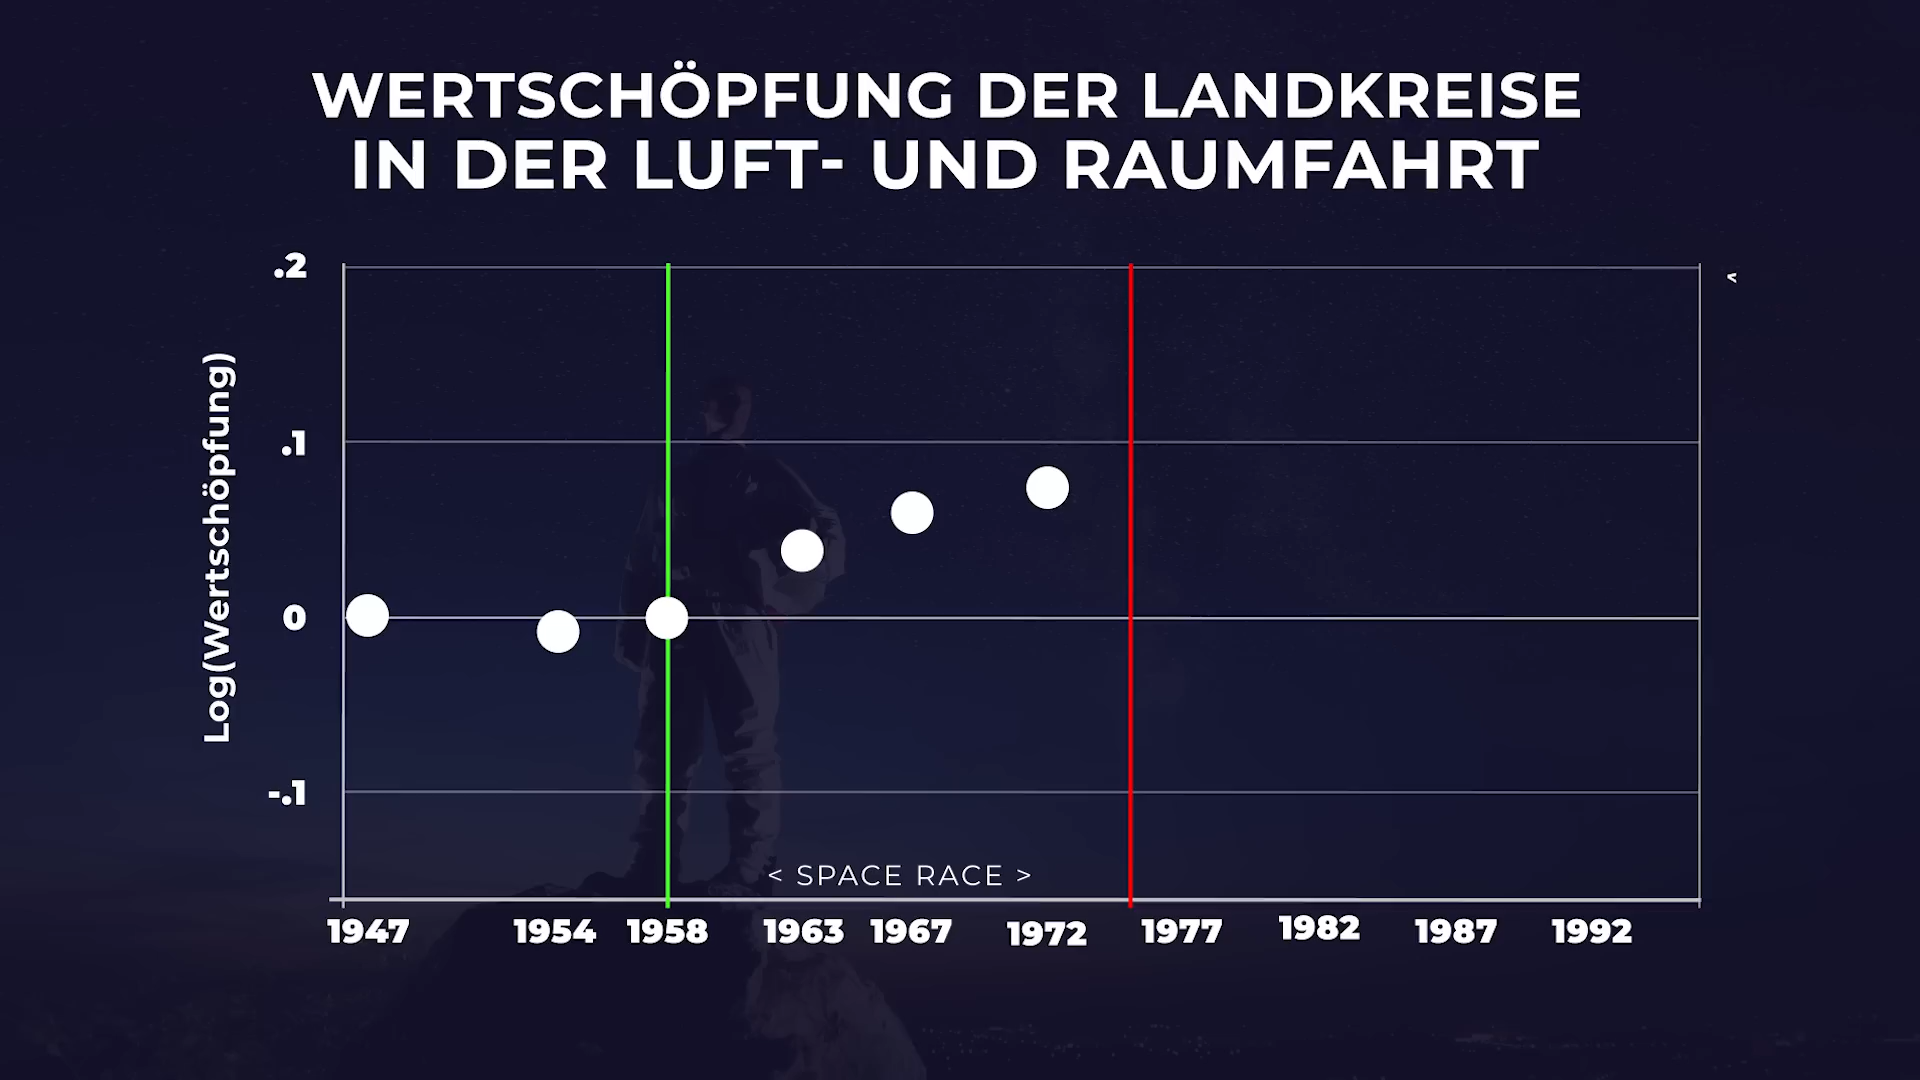 WERTSCHÖPFUNG DER LANDKREISE
IN DER LUFT- UND RAUMFAHRT
.2
<
.1
0
-.1
Log(Wertschöpfung)
< SPACE RACE >
1947 1954 1958 1963 1967 1972 1977 1982 1987 1992